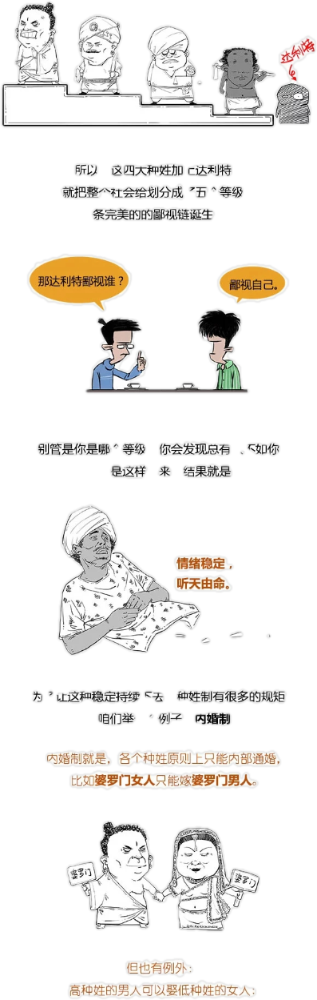 达利特
所以 这四大种姓加 达利特
就把整个社会给划分成 五个等级
条完美的的鄙视链诞生
那达利特鄙视谁？
鄙视自己。
别管是你是哪个等级 你会发现总有 不如你
是这样 来 结果就是
情绪稳定，
听天由命。
为了让这种稳定持续下去 种姓制有很多的规矩
咱们举 个例子 内婚制
内婚制就是，各个种姓原则上只能内部通婚，
比如婆罗门女人只能嫁婆罗门男人。
婆罗门
婆罗门
但也有例外：
高种姓的男人可以娶低种姓的女人；